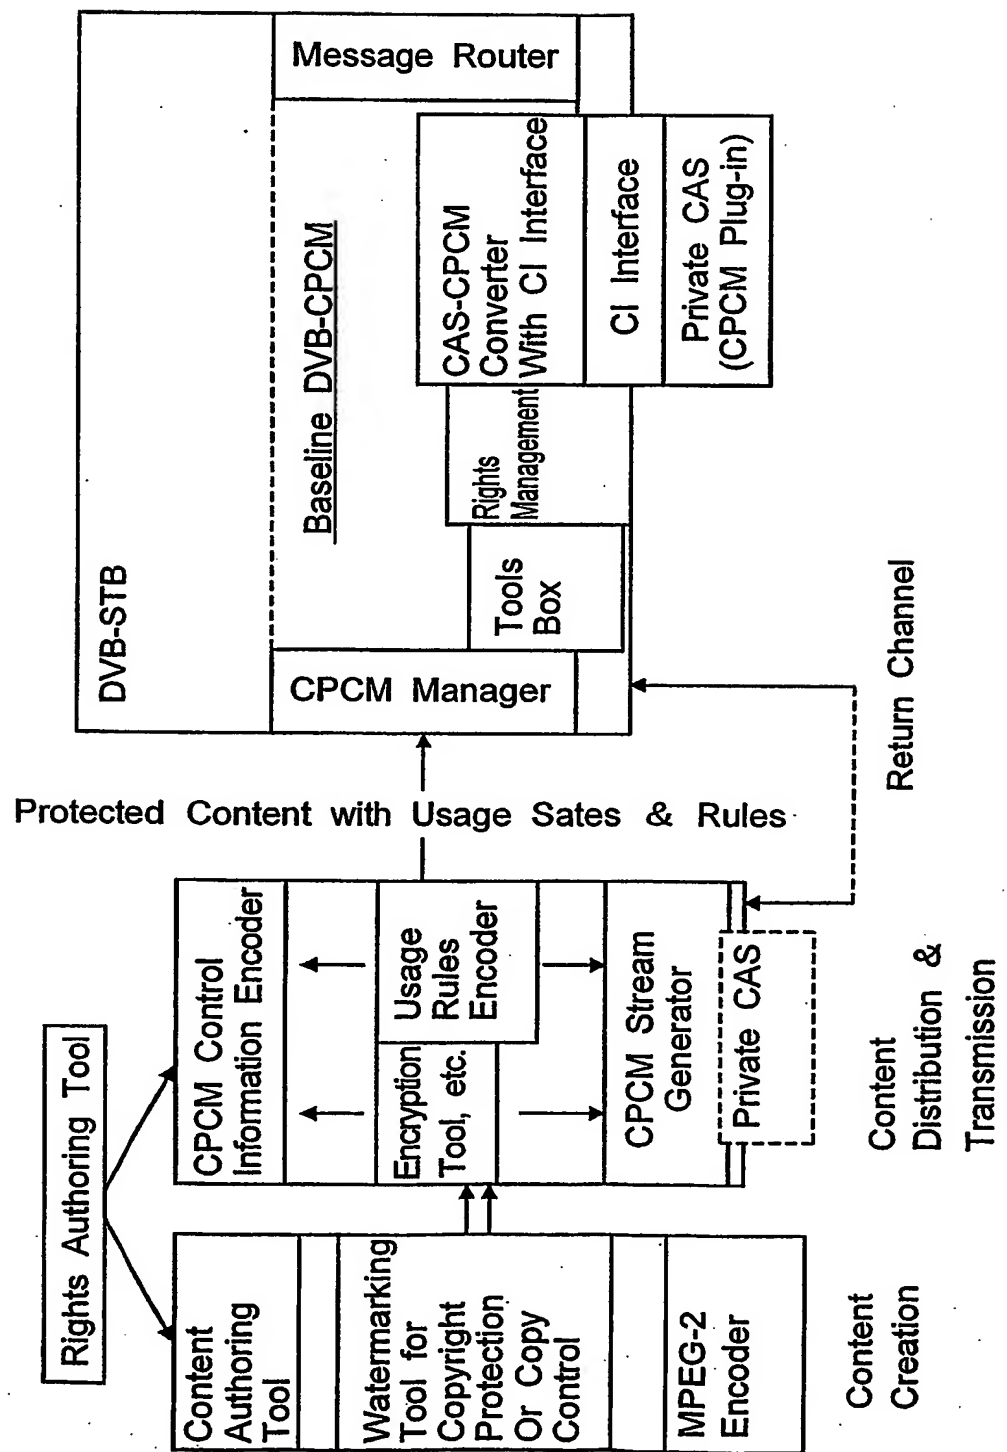 Rights Authoring Tool
Content
Authoring
Tool
Watermarking
Tool for
Copyright
Protection
Or Copy
Control
MPEG-2
Encoder
Content
Creation
CPCM Control
Information Encoder
Encryption
Tool, etc.
Usage
Rules
Encoder
CPCM Stream
Generator
Private CAS
Content
Distribution &
Transmission
Protected Content with Usage Sates & Rules
Return Channel
DVB-STB
CPCM Manager
Baseline DVB-CPCM
Tools
Box
Rights
Management
CAS-CPCM
Converter
With CI Interface
CI Interface
Private CAS
(CPCM Plug-in)
Message Router